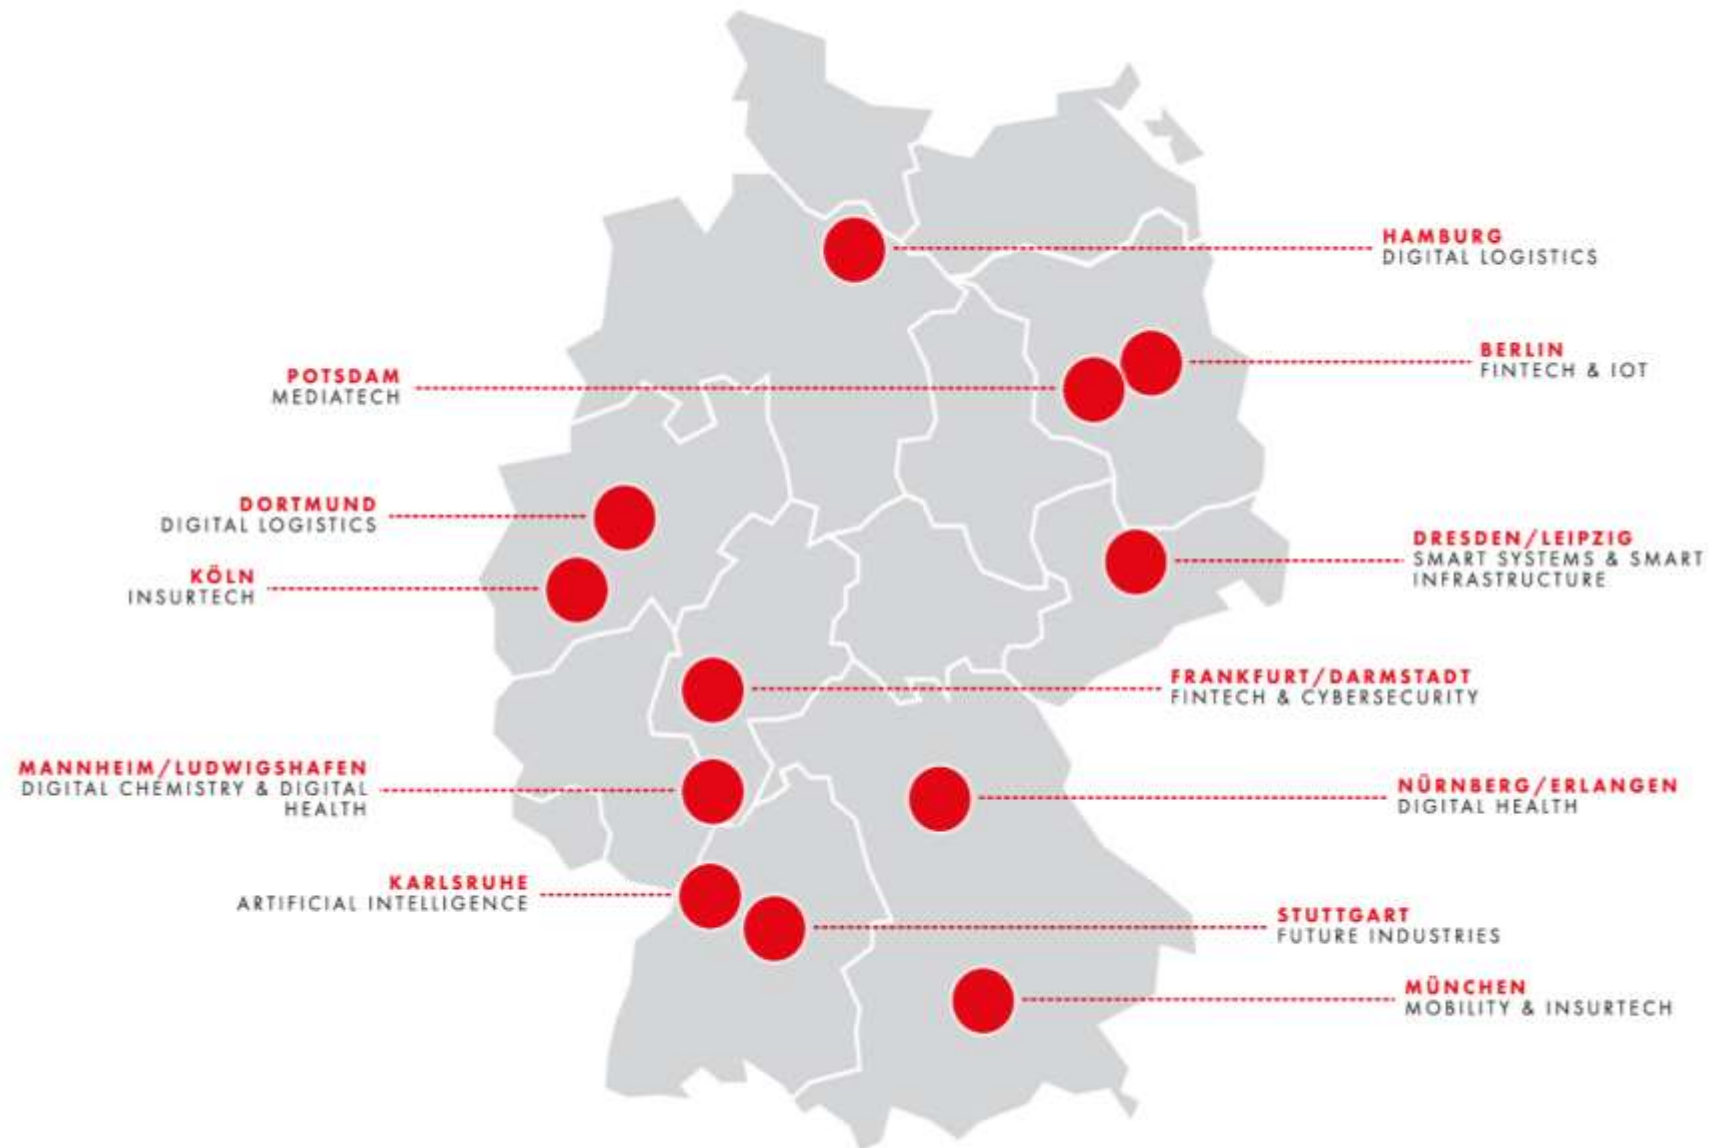 HAMBURG
DIGITAL LOGISTICS
BERLIN
FINTECH & IOT
POTSDAM
MEDIATECH
DORTMUND
DIGITAL LOGISTICS
DRESDEN/LEIPZIG
SMART SYSTEMS & SMART
INFRASTRUCTURE
KÖLN
INSURTECH
FRANKFURT/DARMSTADT
FINTECH & CYBERSECURITY
MANNHEIM/LUDWIGSHAFEN
DIGITAL CHEMISTRY & DIGITAL
HEALTH
NÜRNBERG/ERLANGEN
DIGITAL HEALTH
KARLSRUHE
ARTIFICIAL INTELLIGENCE
STUTTGART
FUTURE INDUSTRIES
MÜNCHEN
MOBILITY & INSURTECH